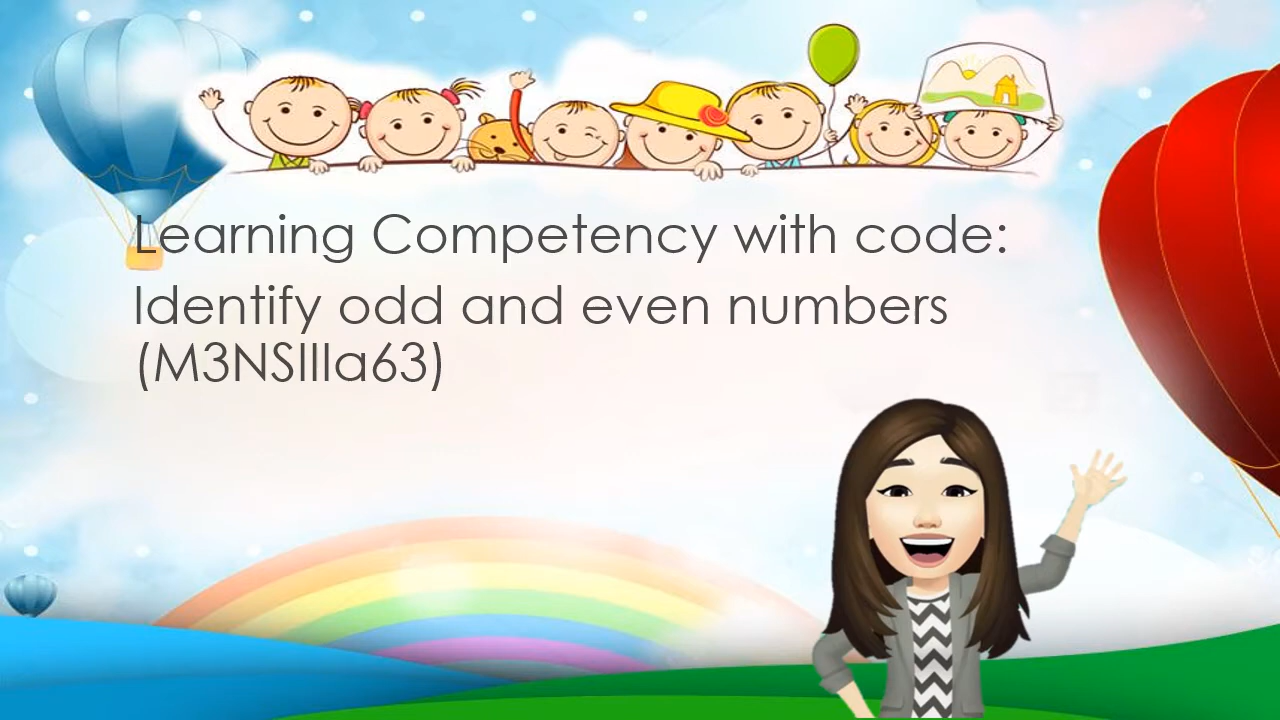 Learning Competency with code:
Identify odd and even numbers
(M3NSIIIa63)